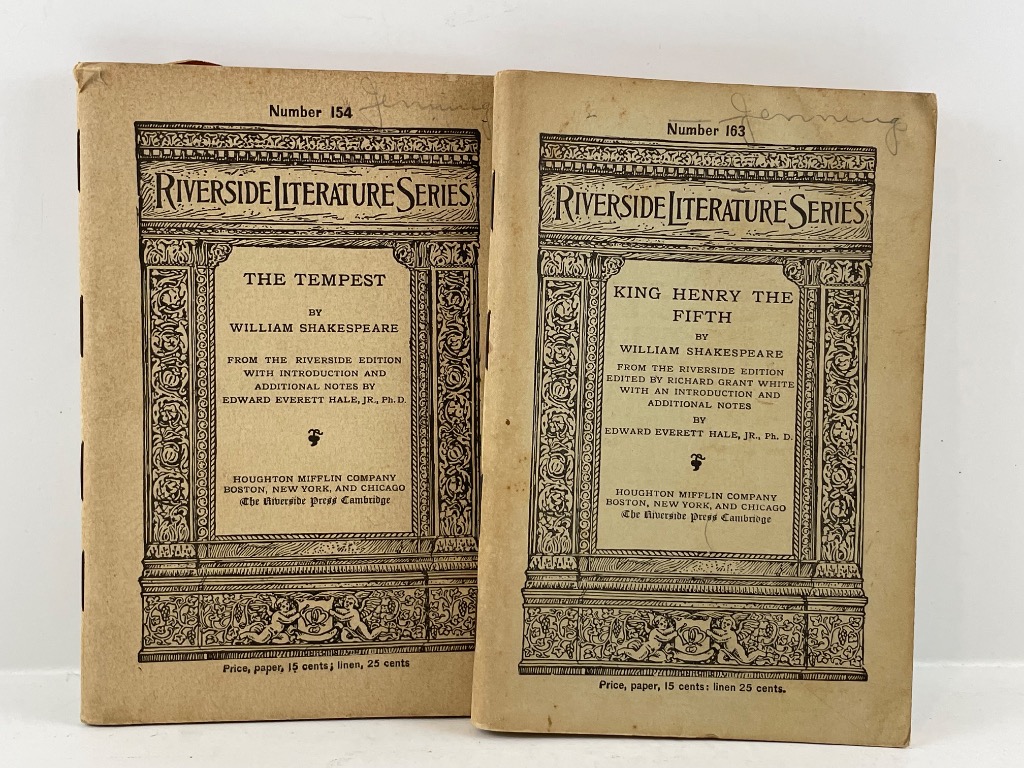 Number 154
Jennings
RIVERSIDE LITERATURE SERIES
THE TEMPEST
BY
WILLIAM SHAKESPEARE
FROM THE RIVERSIDE EDITION
WITH INTRODUCTION AND
ADDITIONAL NOTES BY
EDWARD EVERETT HALE, JR., Ph. D.
HOUGHTON MIFFLIN COMPANY
BOSTON, NEW YORK, AND CHICAGO
The Riverside Press Cambridge
Price, paper, 15 cents; linen, 25 cents
Jennings
Number 163
RIVERSIDE LITERATURE SERIES
KING HENRY THE
FIFTH
BY
WILLIAM SHAKESPEARE
FROM THE RIVERSIDE EDITION
EDITED BY RICHARD GRANT WHITE
WITH AN INTRODUCTION AND
ADDITIONAL NOTES
BY
EDWARD EVERETT HALE, JR., Ph. D.
HOUGHTON MIFFLIN COMPANY
BOSTON, NEW YORK, AND CHICAGO
The Riverside Press Cambridge
Price, paper, 15 cents: linen 25 cents.